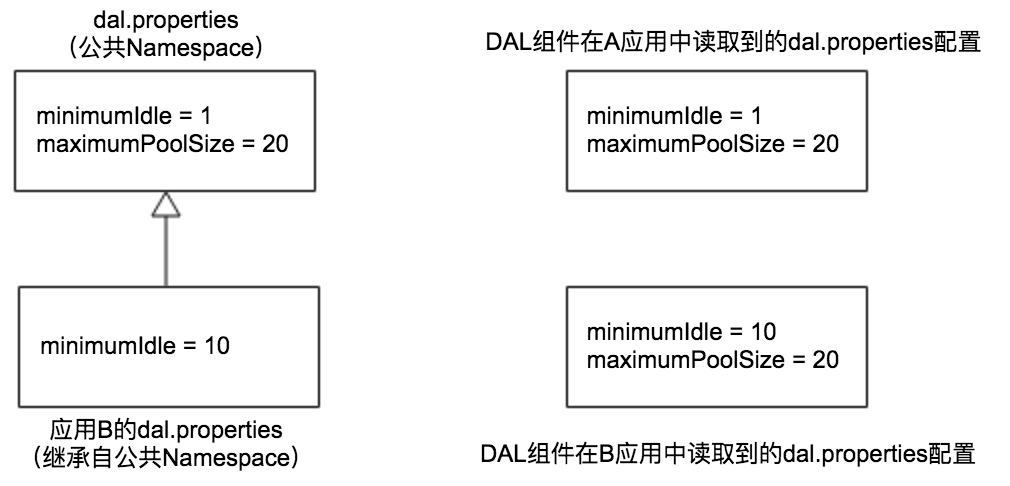 dal.properties
（公共Namespace）
minimumIdle = 1
maximumPoolSize = 20
minimumIdle = 10
应用B的dal.properties
（继承自公共Namespace）
DAL组件在A应用中读取到的dal.properties配置
minimumIdle = 1
maximumPoolSize = 20
minimumIdle = 10
maximumPoolSize = 20
DAL组件在B应用中读取到的dal.properties配置